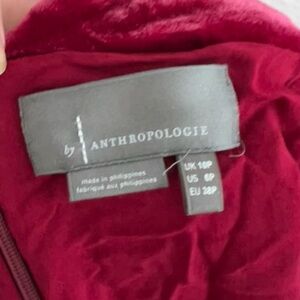 by ANTHROPOLOGIE
made in philippines
fabriqué aux philippines
UK 10P
US 6P
EU 38P